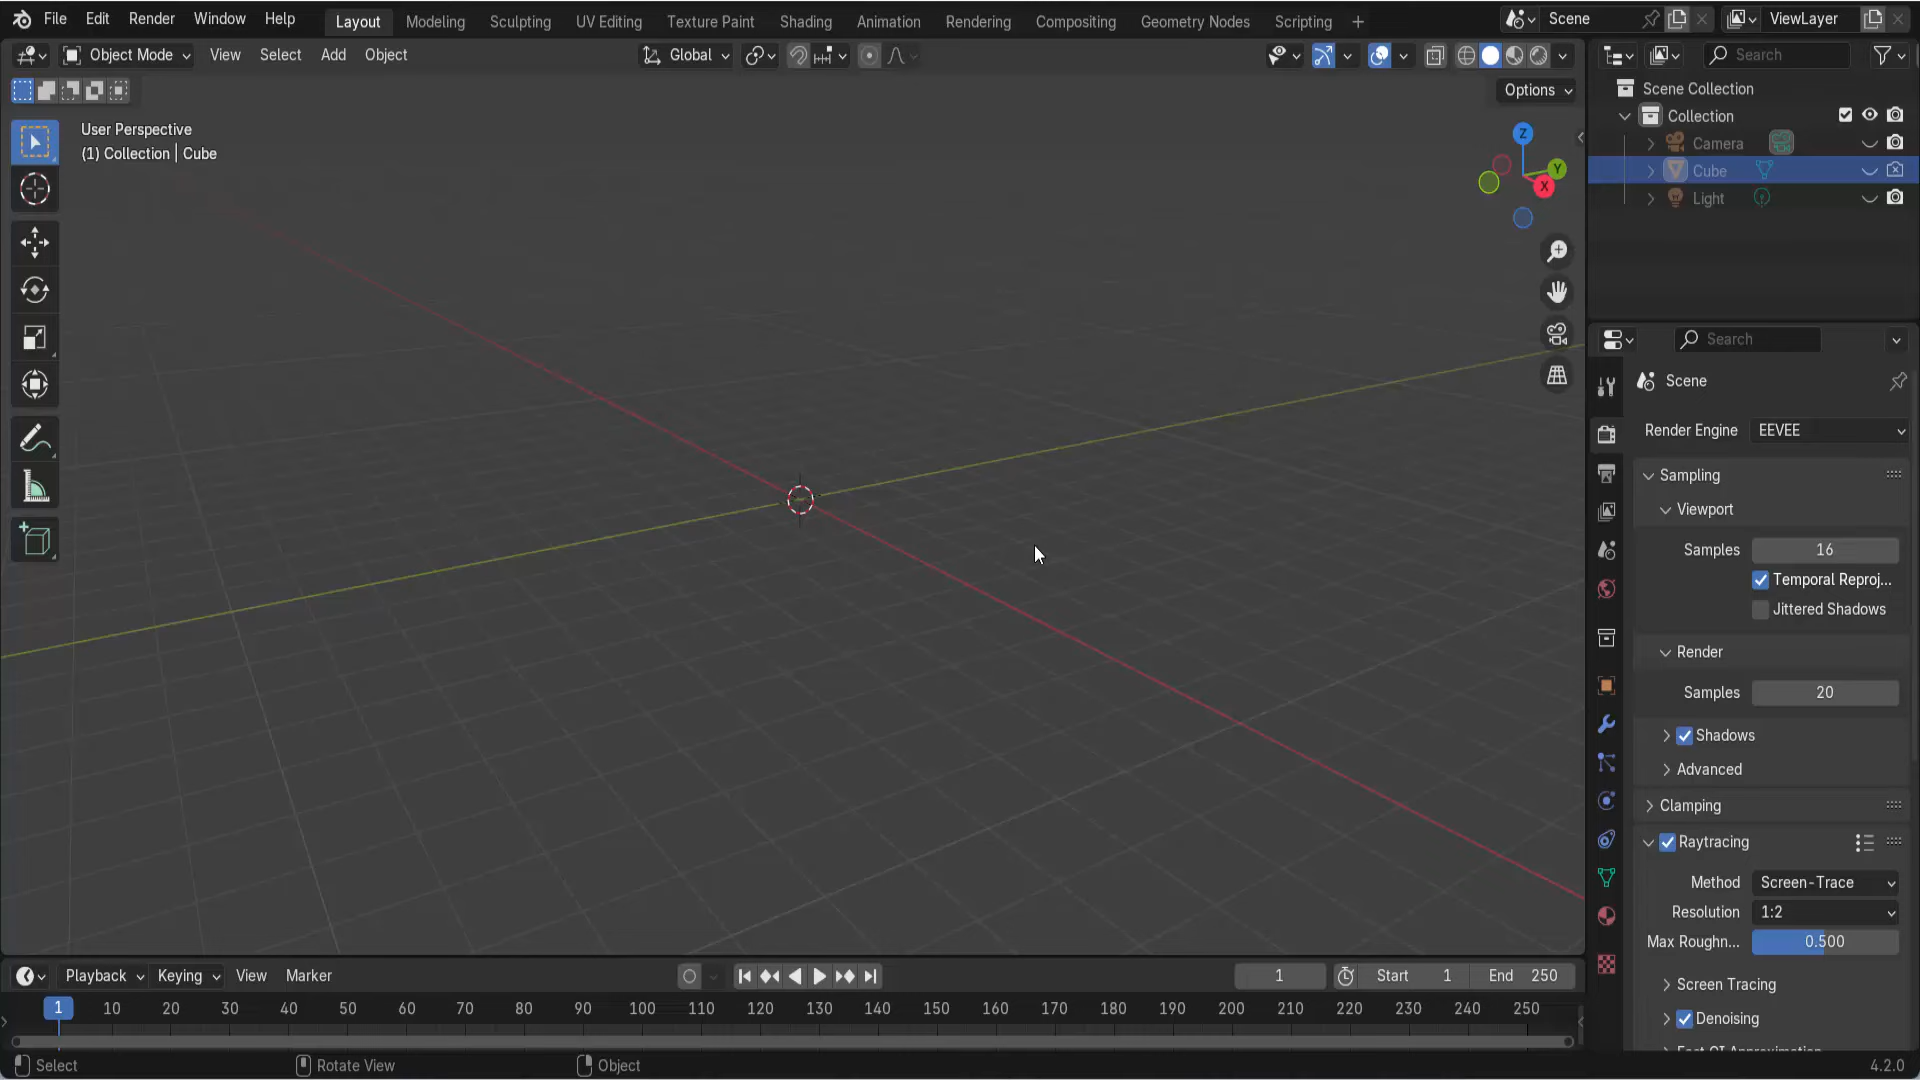 File Edit Render Window Help Layout Modeling Sculpting UV Editing Texture Paint Shading Animation Rendering Compositing Geometry Nodes Scripting + Scene ViewLayer
Object Mode View Select Add Object Global Search
Options
User Perspective
(1) Collection | Cube
Z
Y
X
Scene Collection
Collection
Camera
Cube
Light
Search
Scene
Render Engine EEVEE
Sampling
Viewport
Samples 16
Temporal Reproj...
Jittered Shadows
Render
Samples 20
Shadows
Advanced
Clamping
Raytracing
Method Screen-Trace
Resolution 1:2
Max Roughn... 0.500
Screen Tracing
Denoising
Fast GI Approximation
Playback Keying View Marker 1 Start 1 End 250
1 10 20 30 40 50 60 70 80 90 100 110 120 130 140 150 160 170 180 190 200 210 220 230 240 250
Select Rotate View Object 4.2.0